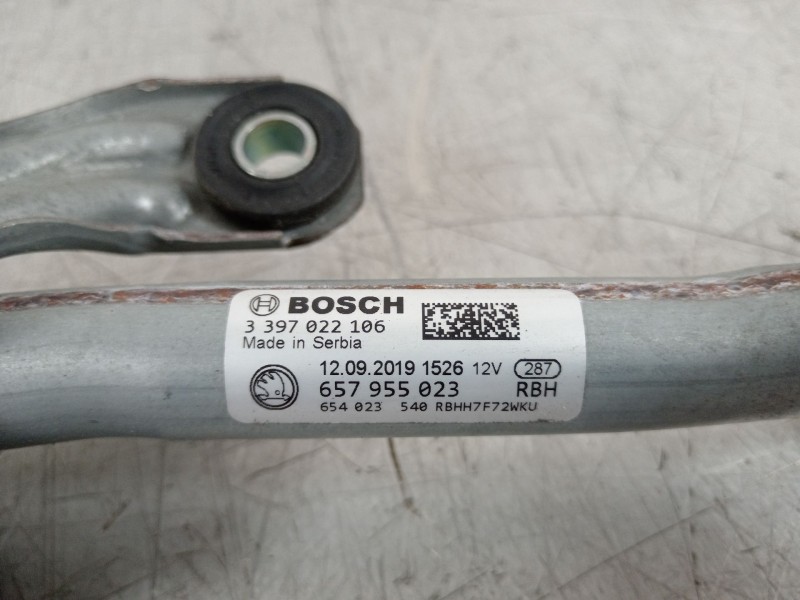 BOSCH
3 397 022 106
Made in Serbia
12.09.2019 1526 12V 287
657 955 023 RBH
654 023 540 RBHH7F72WKU